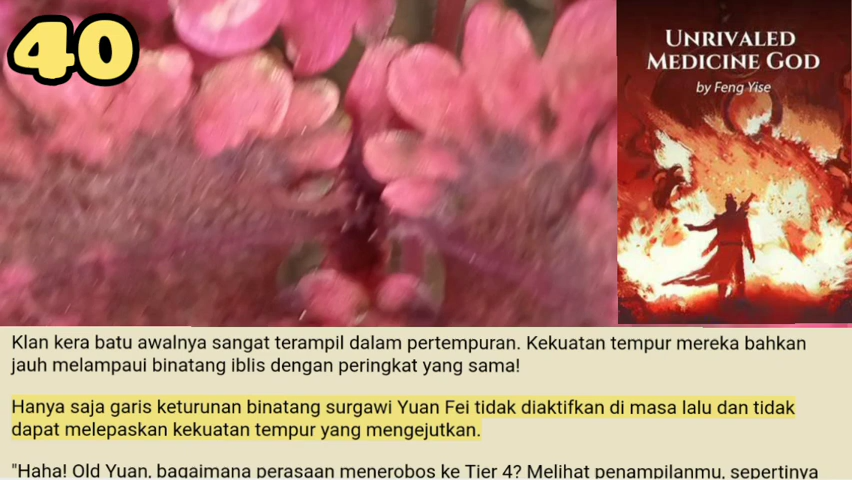 40
UNRIVALED
MEDICINE GOD
by Feng Yise
Klan kera batu awalnya sangat terampil dalam pertempuran. Kekuatan tempur mereka bahkan
jauh melampaui binatang iblis dengan peringkat yang sama!
Hanya saja garis keturunan binatang surgawi Yuan Fei tidak diaktifkan di masa lalu dan tidak
dapat melepaskan kekuatan tempur yang mengejutkan.
"Haha! Old Yuan, bagaimana perasaan menerobos ke Tier 4? Melihat penampilanmu, sepertinya